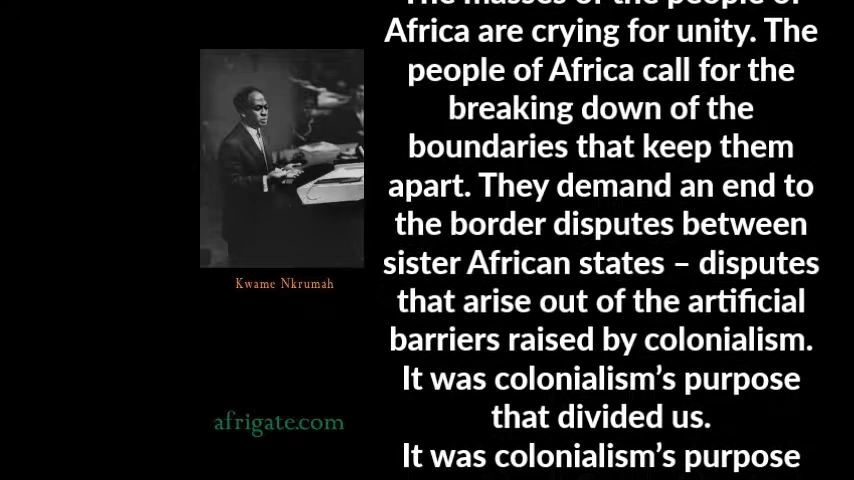 The masses of the people of
Africa are crying for unity. The
people of Africa call for the
breaking down of the
boundaries that keep them
apart. They demand an end to
the border disputes between
sister African states – disputes
that arise out of the artificial
barriers raised by colonialism.
It was colonialism’s purpose
that divided us.
It was colonialism’s purpose
Kwame Nkrumah
afrigate.com